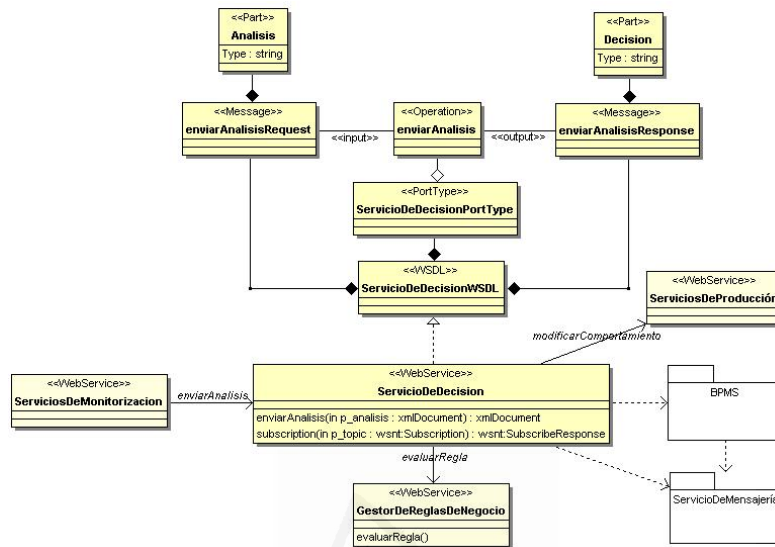 <<Part>>
Analisis
Type : string
<<Part>>
Decision
Type : string
<<Message>>
enviarAnalisisRequest
<<input>>
<<Operation>>
enviarAnalisis
<<output>>
<<Message>>
enviarAnalisisResponse
<<PortType>>
ServicioDeDecisionPortType
<<WSDL>>
ServicioDeDecisionWSDL
<<WebService>>
ServiciosDeProducción
modificarComportamiento
<<WebService>>
ServiciosDeMonitorizacion
enviarAnalisis
<<WebService>>
ServicioDeDecision
enviarAnalisis(in p_analisis : xmlDocument) : xmlDocument
subscription(in p_topic : wsnt:Subscription) : wsnt:SubscribeResponse
BPMS
evaluarRegla
<<WebService>>
GestorDeReglasDeNegocio
evaluarRegla()
ServicioDeMensajería